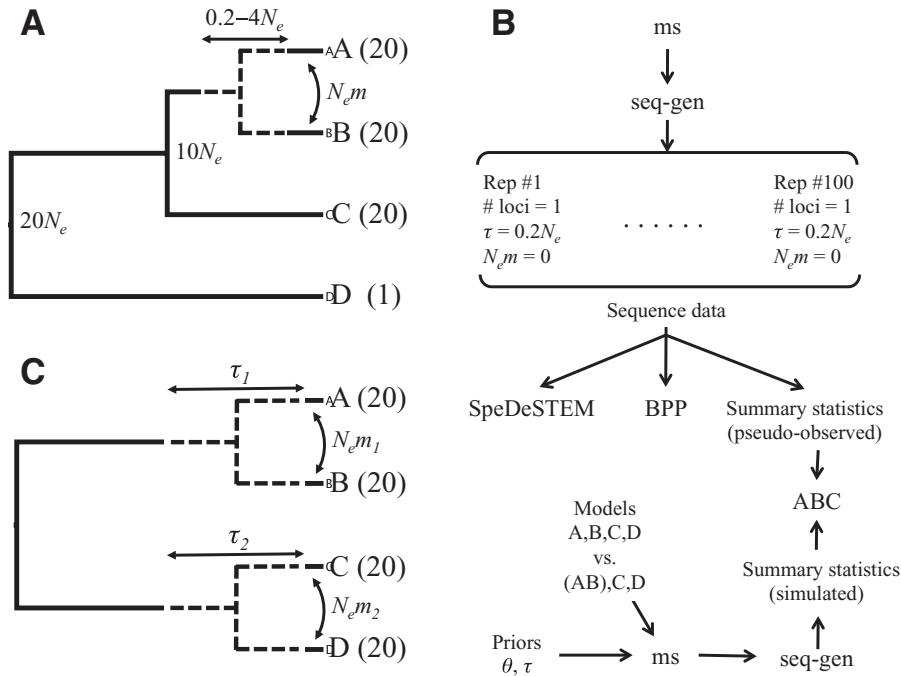 A
0.2–4Nₑ
A A (20)
Nₑm
B B (20)
10Nₑ
C C (20)
20Nₑ
D D (1)
B
ms
seq-gen
Rep #1
# loci = 1
τ = 0.2Nₑ
Nₑm = 0
. . . . . .
Rep #100
# loci = 1
τ = 0.2Nₑ
Nₑm = 0
Sequence data
SpeDeSTEM
BPP
Summary statistics
(pseudo-observed)
ABC
Models
A,B,C,D
vs.
(AB),C,D
Summary statistics
(simulated)
Priors
θ, τ
ms
seq-gen
C
τ₁
A A (20)
Nₑm₁
B B (20)
τ₂
C C (20)
Nₑm₂
D D (20)